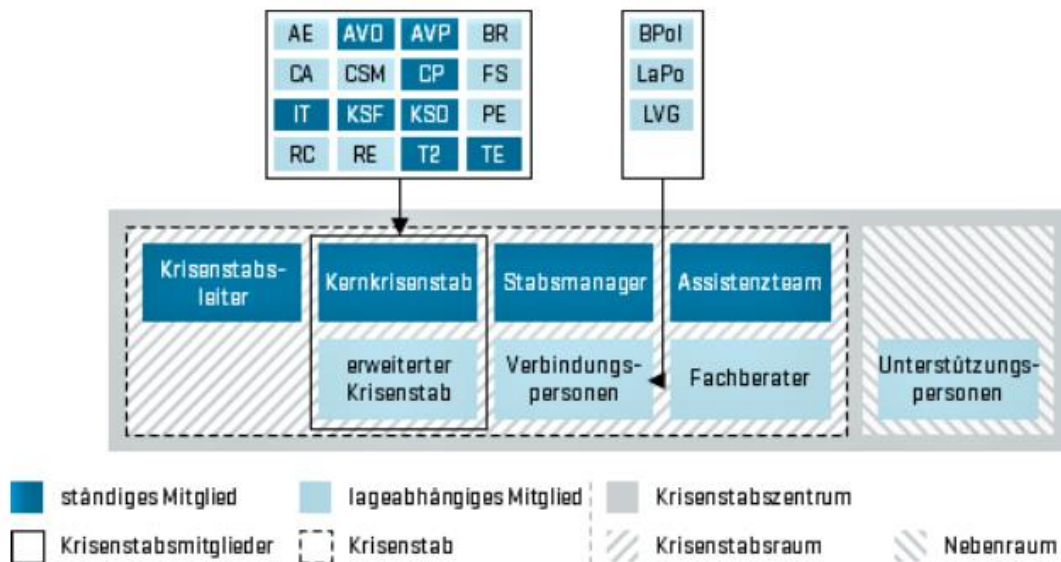 AE AVO AVP BR
CA CSM CP FS
IT KSF KSO PE
RC RE T2 TE
BPol
LaPo
LVG
Krisenstabs-
leiter
Kernkrisenstab
Stabsmanager
Assistenzteam
erweiterter
Krisenstab
Verbindungs-
personen
Fachberater
Unterstützungs-
personen
ständiges Mitglied
lageabhängiges Mitglied
Krisenstabszentrum
Krisenstabsmitglieder
Krisenstab
Krisenstabsraum
Nebenraum